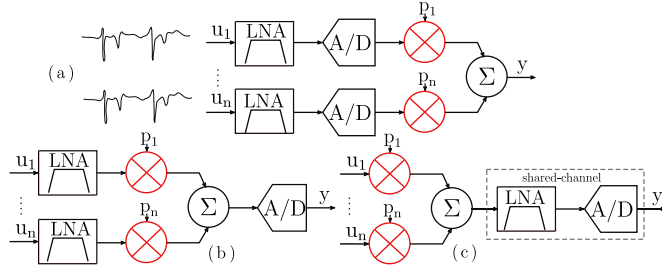 p1
u1 LNA A/D
(a)
Σ y
pn
un LNA A/D
p1
u1 LNA
Σ A/D y
pn
un LNA
(b)
p1
u1
shared-channel
Σ LNA A/D y
pn
un
(c)